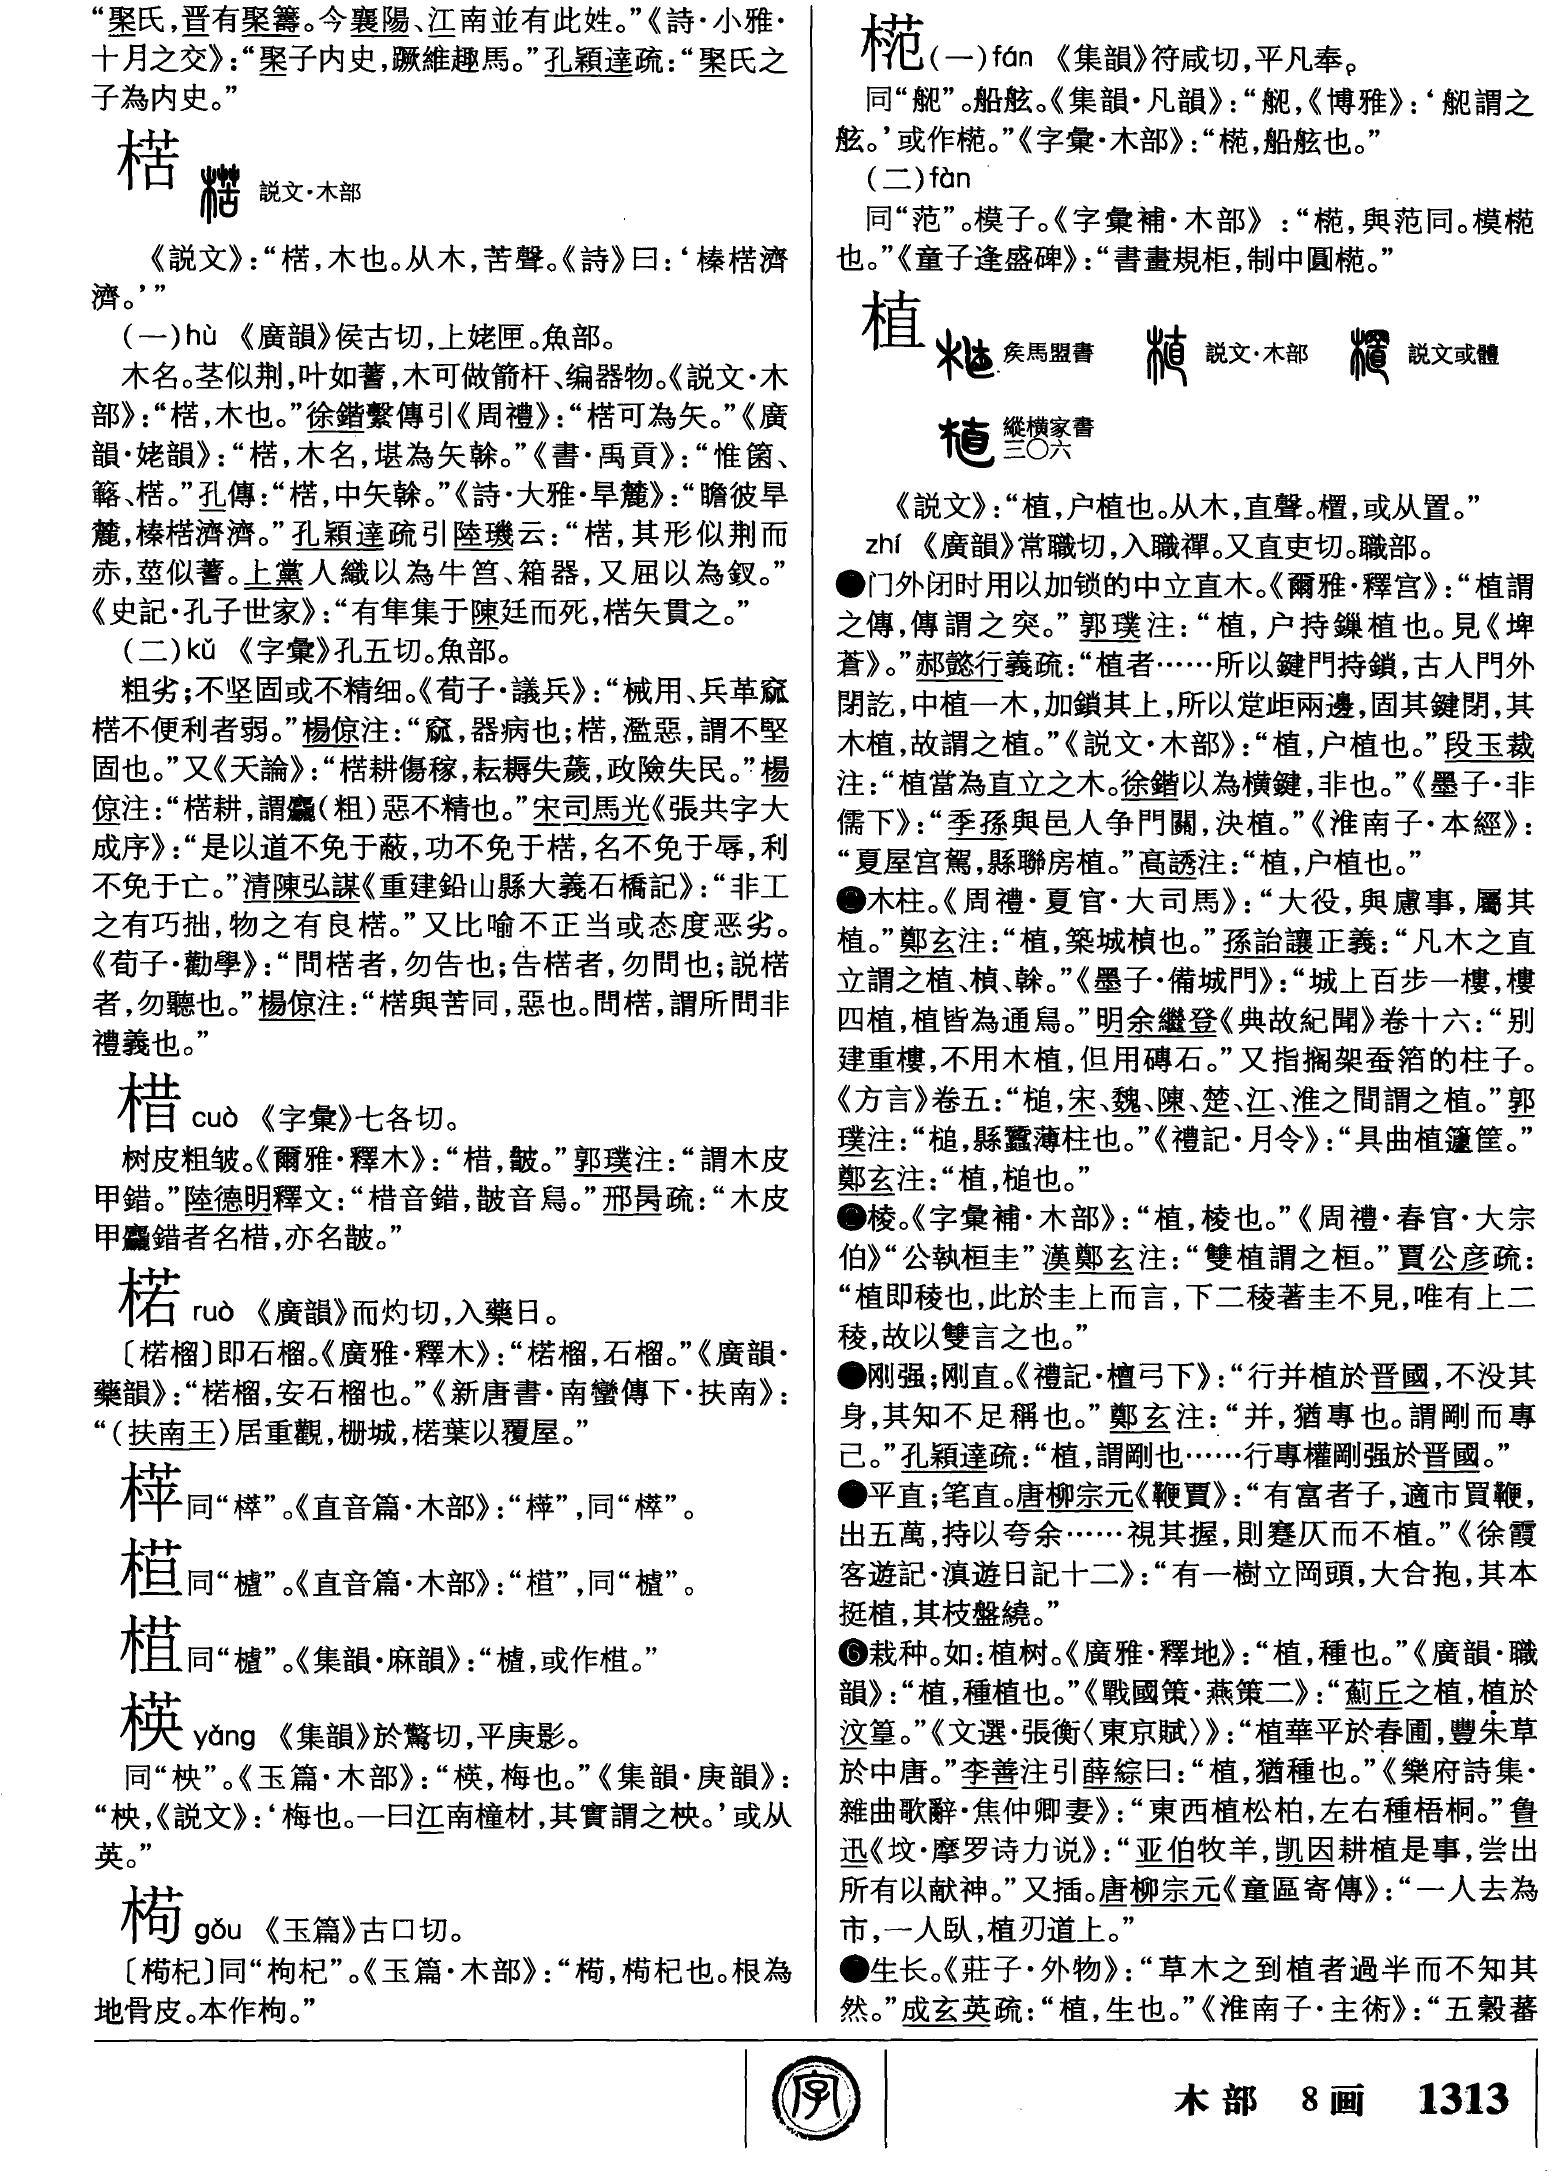 “棸氏，晋有棸籌。今襄陽、江南並有此姓。”《詩·小雅·
十月之交》：“棸子内史，蹶維趣馬。”孔穎達疏：“棸氏之
子為内史。”
楛 説文·木部
《説文》：“楛，木也。从木，苦聲。《詩》曰：‘榛楛濟
濟。’”
(一)hù 《廣韻》侯古切，上姥匣。魚部。
木名。茎似荆，叶如蓍，木可做箭杆、编器物。《説文·木
部》：“楛，木也。”徐鍇繫傳引《周禮》：“楛可為矢。”《廣
韻·姥韻》：“楛，木名，堪為矢榦。”《書·禹貢》：“惟箘、
簵、楛。”孔傳：“楛，中矢榦。”《詩·大雅·旱麓》：“瞻彼旱
麓，榛楛濟濟。”孔穎達疏引陸璣云：“楛，其形似荆而
赤，莖似蓍。上黨人織以為牛筥、箱器，又屈以為釵。”
《史記·孔子世家》：“有隼集于陳廷而死，楛矢貫之。”
(二)kǔ 《字彙》孔五切。魚部。
粗劣；不坚固或不精细。《荀子·議兵》：“械用、兵革窳
楛不便利者弱。”楊倞注：“窳，器病也；楛，濫惡，謂不堅
固也。”又《天論》：“楛耕傷稼，耘耨失薉，政險失民。”楊
倞注：“楛耕，謂麤(粗)惡不精也。”宋司馬光《張共字大
成序》：“是以道不免于蔽，功不免于楛，名不免于辱，利
不免于亡。”清陳弘謀《重建鉛山縣大義石橋記》：“非工
之有巧拙，物之有良楛。”又比喻不正当或态度恶劣。
《荀子·勸學》：“問楛者，勿告也；告楛者，勿問也；説楛
者，勿聽也。”楊倞注：“楛與苦同，惡也。問楛，謂所問非
禮義也。”
棤 cuò 《字彙》七各切。
树皮粗皱。《爾雅·釋木》：“棤，皵。”郭璞注：“謂木皮
甲錯。”陸德明釋文：“棤音錯，皵音舄。”邢昺疏：“木皮
甲麤錯者名棤，亦名皵。”
楉 ruò 《廣韻》而灼切，入藥日。
〔楉榴〕即石榴。《廣雅·釋木》：“楉榴，石榴。”《廣韻·
藥韻》：“楉榴，安石榴也。”《新唐書·南蠻傳下·扶南》：
“(扶南王)居重觀，栅城，楉葉以覆屋。”
同“㯜”。《直音篇·木部》：
同“樝”。《直音篇·木部》：
同“樝”。《集韻·麻韻》：“樝，或作柤。”
楧 yǎng 《集韻》於驚切，平庚影。
同“柍”。《玉篇·木部》：“楧，梅也。”《集韻·庚韻》：
“柍，《説文》：‘梅也。一曰江南橦材，其實謂之柍。’或从
英。”
gǒu 《玉篇》古口切。
同“枸杞”。《玉篇·木部》：根為
地骨皮。本作枸。”
(一)fán 《集韻》符咸切，平凡奉。
同“舤”。船舷。《集韻·凡韻》：《博雅》：謂之
舷。’或作㮏。”《字彙·木部》：“㮏，船舷也。”
(二)fàn
同“范”。模子。《字彙補·木部》：“㮏，與范同。模㮏
也。”《童子逢盛碑》：“書畫規柜，制中圓㮏。”
植 矦馬盟書 説文·木部 説文或體
縱横家書
三〇六
《説文》：“植，户植也。从木，直聲。櫃，或从置。”
zhí 《廣韻》常職切，入職禪。又直吏切。職部。
门外闭时用以加锁的中立直木。《爾雅·釋宫》：“植謂
之傳，傳謂之突。”郭璞注：“植，户持鏁植也。見《埤
蒼》。”郝懿行義疏：“植者……所以鍵門持鎖，古人門外
閉訖，中植一木，加鎖其上，所以定歫兩邊，固其鍵閉，其
木植，故謂之植。”《説文·木部》：“植，户植也。”段玉裁
注：“植當為直立之木。徐鍇以為横鍵，非也。”《墨子·非
儒下》：“季孫與邑人争門關，決植。”《淮南子·本經》：
“夏屋宫駕，縣聯房植。”高誘注：“植，户植也。”
木柱。《周禮·夏官·大司馬》：“大役，與慮事，屬其
植。”鄭玄注：“植，築城楨也。”孫詒讓正義：“凡木之直
立謂之植、楨、榦。”《墨子·備城門》：“城上百步一樓，樓
四植，植皆為通舄。”明余繼登《典故紀聞》卷十六：“别
建重樓，不用木植，但用磚石。”又指搁架蚕箔的柱子。
《方言》卷五：“槌，宋、魏、陳、楚、江、淮之間謂之植。”郭
璞注：“槌，縣蠶薄柱也。”《禮記·月令》：“具曲植籧筐。”
鄭玄注：“植，槌也。”
棱。《字彙補·木部》：“植，棱也。”《周禮·春官·大宗
伯》“公執桓圭”漢鄭玄注：“雙植謂之桓。”賈公彦疏：
“植即稜也，此於圭上而言，下二稜著圭不見，唯有上二
稜，故以雙言之也。”
刚强；刚直。《禮記·檀弓下》：“行并植於晋國，不没其
身，其知不足稱也。”鄭玄注：“并，猶專也。謂剛而專
己。”孔穎達疏：“植，謂剛也……行專權剛强於晋國。”
平直；笔直。唐柳宗元《鞭賈》：“有富者子，適市買鞭，
出五萬，持以夸余……視其握，則蹇仄而不植。”《徐霞
客遊記·滇遊日記十二》：“有一樹立岡頭，大合抱，其本
挺植，其枝盤繞。”
❻栽种。如：植树。《廣雅·釋地》：“植，種也。”《廣韻·職
韻》：“植，種植也。”《戰國策·燕策二》：“薊丘之植，植於
汶篁。”《文選·張衡〈東京賦〉》：“植華平於春圃，豐朱草
於中唐。”李善注引薛綜曰：“植，猶種也。”《樂府詩集·
雜曲歌辭·焦仲卿妻》：“東西植松柏，左右種梧桐。”鲁
迅《坟·摩罗诗力说》：“亚伯牧羊，凯因耕植是事，尝出
所有以献神。”又插。唐柳宗元《童區寄傳》：“一人去為
市，一人臥，植刃道上。”
生长。《莊子·外物》：“草木之到植者過半而不知其
然。”成玄英疏：“植，生也。”《淮南子·主術》：“五穀蕃
字
木部 8画 1313